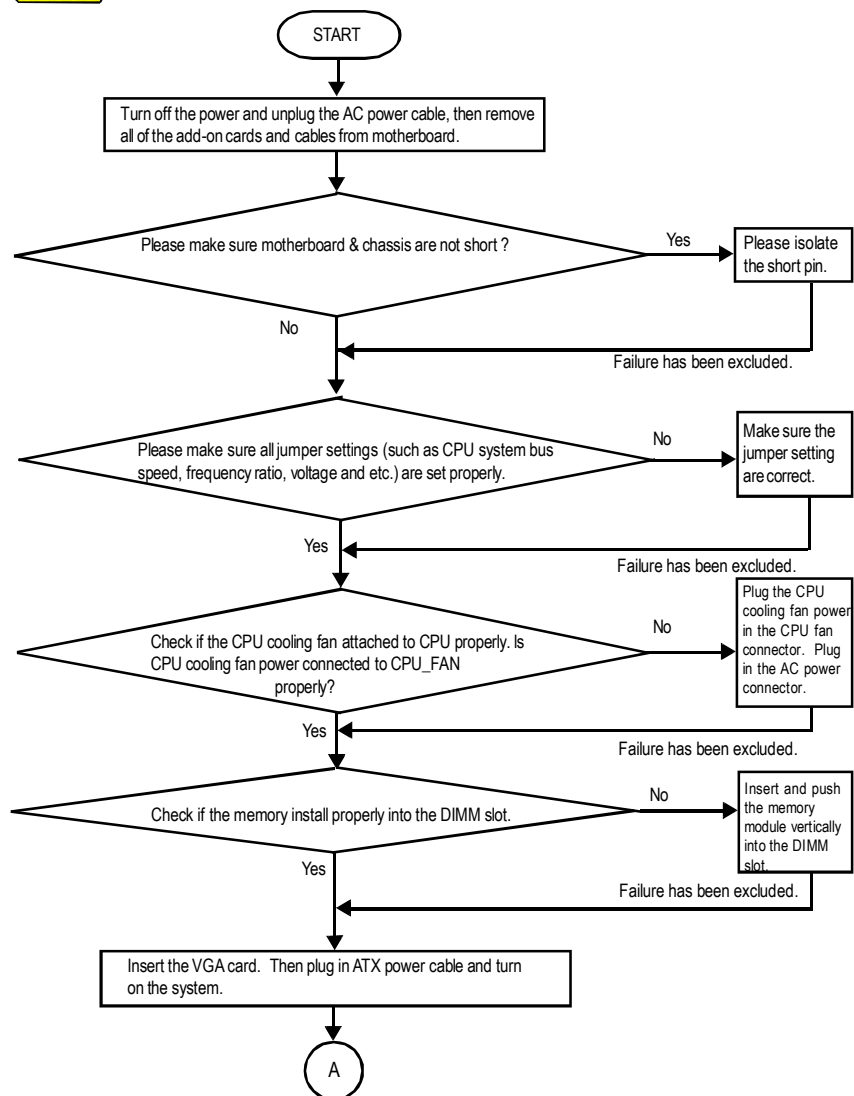 START
Turn off the power and unplug the AC power cable, then remove
all of the add-on cards and cables from motherboard.
Please make sure motherboard & chassis are not short ?
Yes
Please isolate
the short pin.
No
Failure has been excluded.
Please make sure all jumper settings (such as CPU system bus
speed, frequency ratio, voltage and etc.) are set properly.
No
Make sure the
jumper setting
are correct.
Yes
Failure has been excluded.
Check if the CPU cooling fan attached to CPU properly. Is
CPU cooling fan power connected to CPU_FAN
properly?
No
Plug the CPU
cooling fan power
in the CPU fan
connector. Plug
in the AC power
connector.
Yes
Failure has been excluded.
Check if the memory install properly into the DIMM slot.
No
Insert and push
the memory
module vertically
into the DIMM
slot.
Yes
Failure has been excluded.
Insert the VGA card. Then plug in ATX power cable and turn
on the system.
A